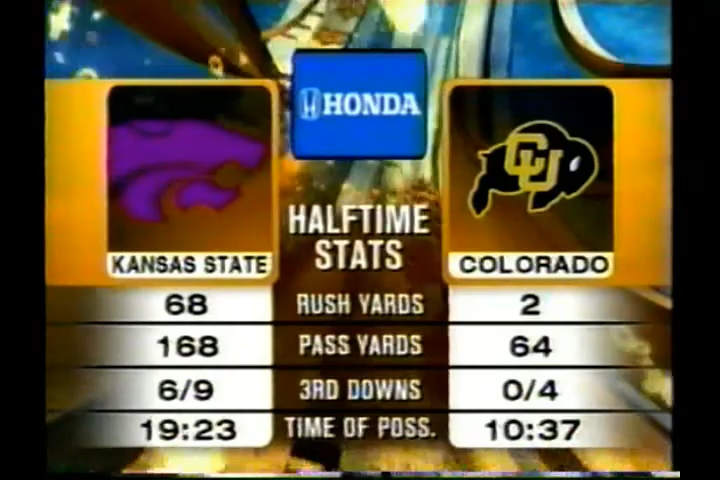 HONDA
CU
HALFTIME
STATS
KANSAS STATE
COLORADO
68 RUSH YARDS 2
168 PASS YARDS 64
6/9 3RD DOWNS 0/4
19:23 TIME OF POSS. 10:37